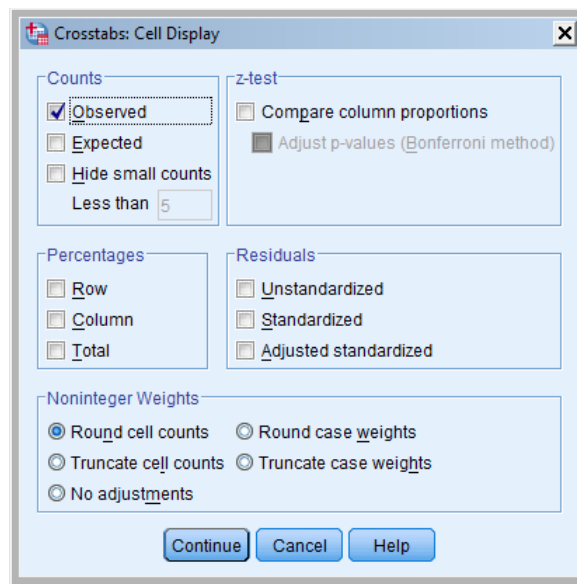 Crosstabs: Cell Display
Counts
Observed
Expected
Hide small counts
Less than 5
z-test
Compare column proportions
Adjust p-values (Bonferroni method)
Percentages
Row
Column
Total
Residuals
Unstandardized
Standardized
Adjusted standardized
Noninteger Weights
Round cell counts
Round case weights
Truncate cell counts
Truncate case weights
No adjustments
Continue
Cancel
Help